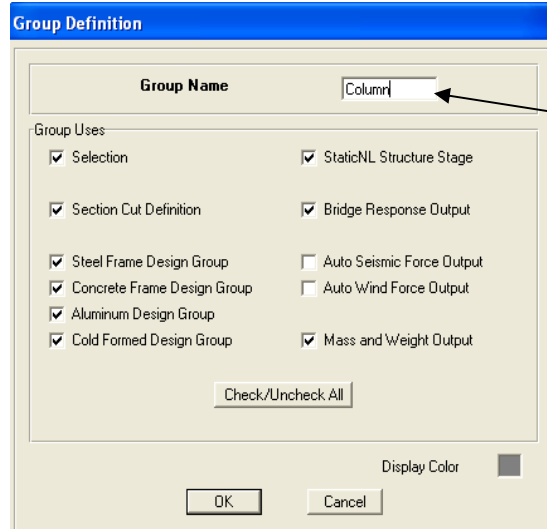 Group Definition
Group Name Column
Group Uses
Selection StaticNL Structure Stage
Section Cut Definition Bridge Response Output
Steel Frame Design Group Auto Seismic Force Output
Concrete Frame Design Group Auto Wind Force Output
Aluminum Design Group
Cold Formed Design Group Mass and Weight Output
Check/Uncheck All
Display Color
OK Cancel